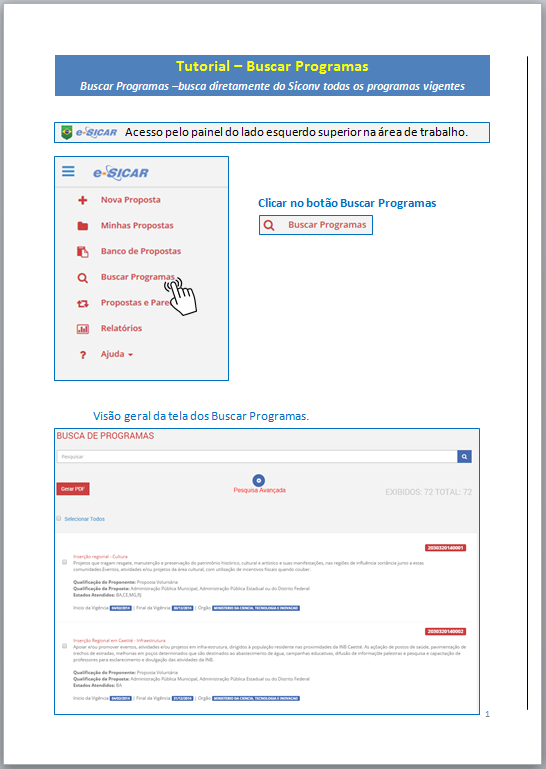 Tutorial – Buscar Programas
Buscar Programas –busca diretamente do Siconv todas os programas vigentes
e-SICAR Acesso pelo painel do lado esquerdo superior na área de trabalho.
e-SICAR
Nova Proposta
Minhas Propostas
Banco de Propostas
Buscar Programas
Propostas e Pare
Relatórios
? Ajuda
Clicar no botão Buscar Programas
Buscar Programas
Visão geral da tela dos Buscar Programas.
BUSCA DE PROGRAMAS
Pesquisar
Gerar PDF
Pesquisa Avançada
EXIBIDOS: 72 TOTAL: 72
Selecionar Todos
2030320140001
Inserção regional - Cultura
Projetos que tragam resgate, manutenção e preservação do patrimônio histórico, cultural e artístico e suas manifestações, nas regiões de influência contância junto a essas
comunidades Eventos, atividades e/ou projetos da área cultural, com utilização de incentivos fiscais quando couber.
Qualificação do Proponente: Proposta Voluntária
Qualificação da Proposta: Administração Pública Municipal, Administração Pública Estadual ou do Distrito Federal
Estados Atendidos: BA,CE,MG,RJ
Inicio da Vigência | Final da Vigência 30/12/2014 | Orgão MINISTERIO DA CIENCIA, TECNOLOGIA E INOVACAO
2030320140002
Inserção Regional em Caetité - Infraestrutura
Apoiar e/ou promover eventos, atividades e/ou projetos em infra-estrutura, dirigidos à população residente nas proximidades da INB Caetité. As ações de postos de saúde, pavimentação de
trechos de estradas, melhorias em poços determinados que são destinados ao abastecimento de água, campanhas educativas, difusão de informação palestras e pesquisa e capacitação de
professores para esclarecimento e divulgação das atividades da INB.
Qualificação do Proponente: Proposta Voluntária
Qualificação da Proposta: Administração Pública Municipal, Administração Pública Estadual ou do Distrito Federal
Estados Atendidos: BA
Inicio da Vigência | Final da Vigência 31/12/2014 | Orgão MINISTERIO DA CIENCIA, TECNOLOGIA E INOVACAO
1